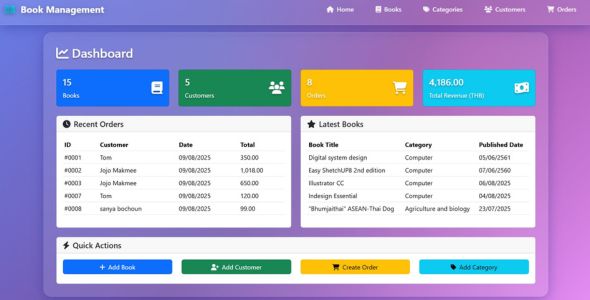 Book Management
Home Books Categories Customers Orders
Dashboard
15
Books
5
Customers
8
Orders
4,186.00
Total Revenue (THB)
Recent Orders
ID Customer Date Total
#0001 Tom 09/08/2025 350.00
#0002 Jojo Makmee 09/08/2025 1,018.00
#0003 Jojo Makmee 09/08/2025 650.00
#0007 Tom 09/08/2025 120.00
#0008 sanya bochoun 09/08/2025 99.00
Latest Books
Book Title Category Published Date
Digital system design Computer 05/06/2561
Easy ShetchUPB 2nd edition Computer 07/06/2560
Illustrator CC Computer 06/08/2025
Indesign Essential Computer 04/08/2025
"Bhumjaithai" ASEAN-Thai Dog Agriculture and biology 23/07/2025
Quick Actions
Add Book Add Customer Create Order Add Category